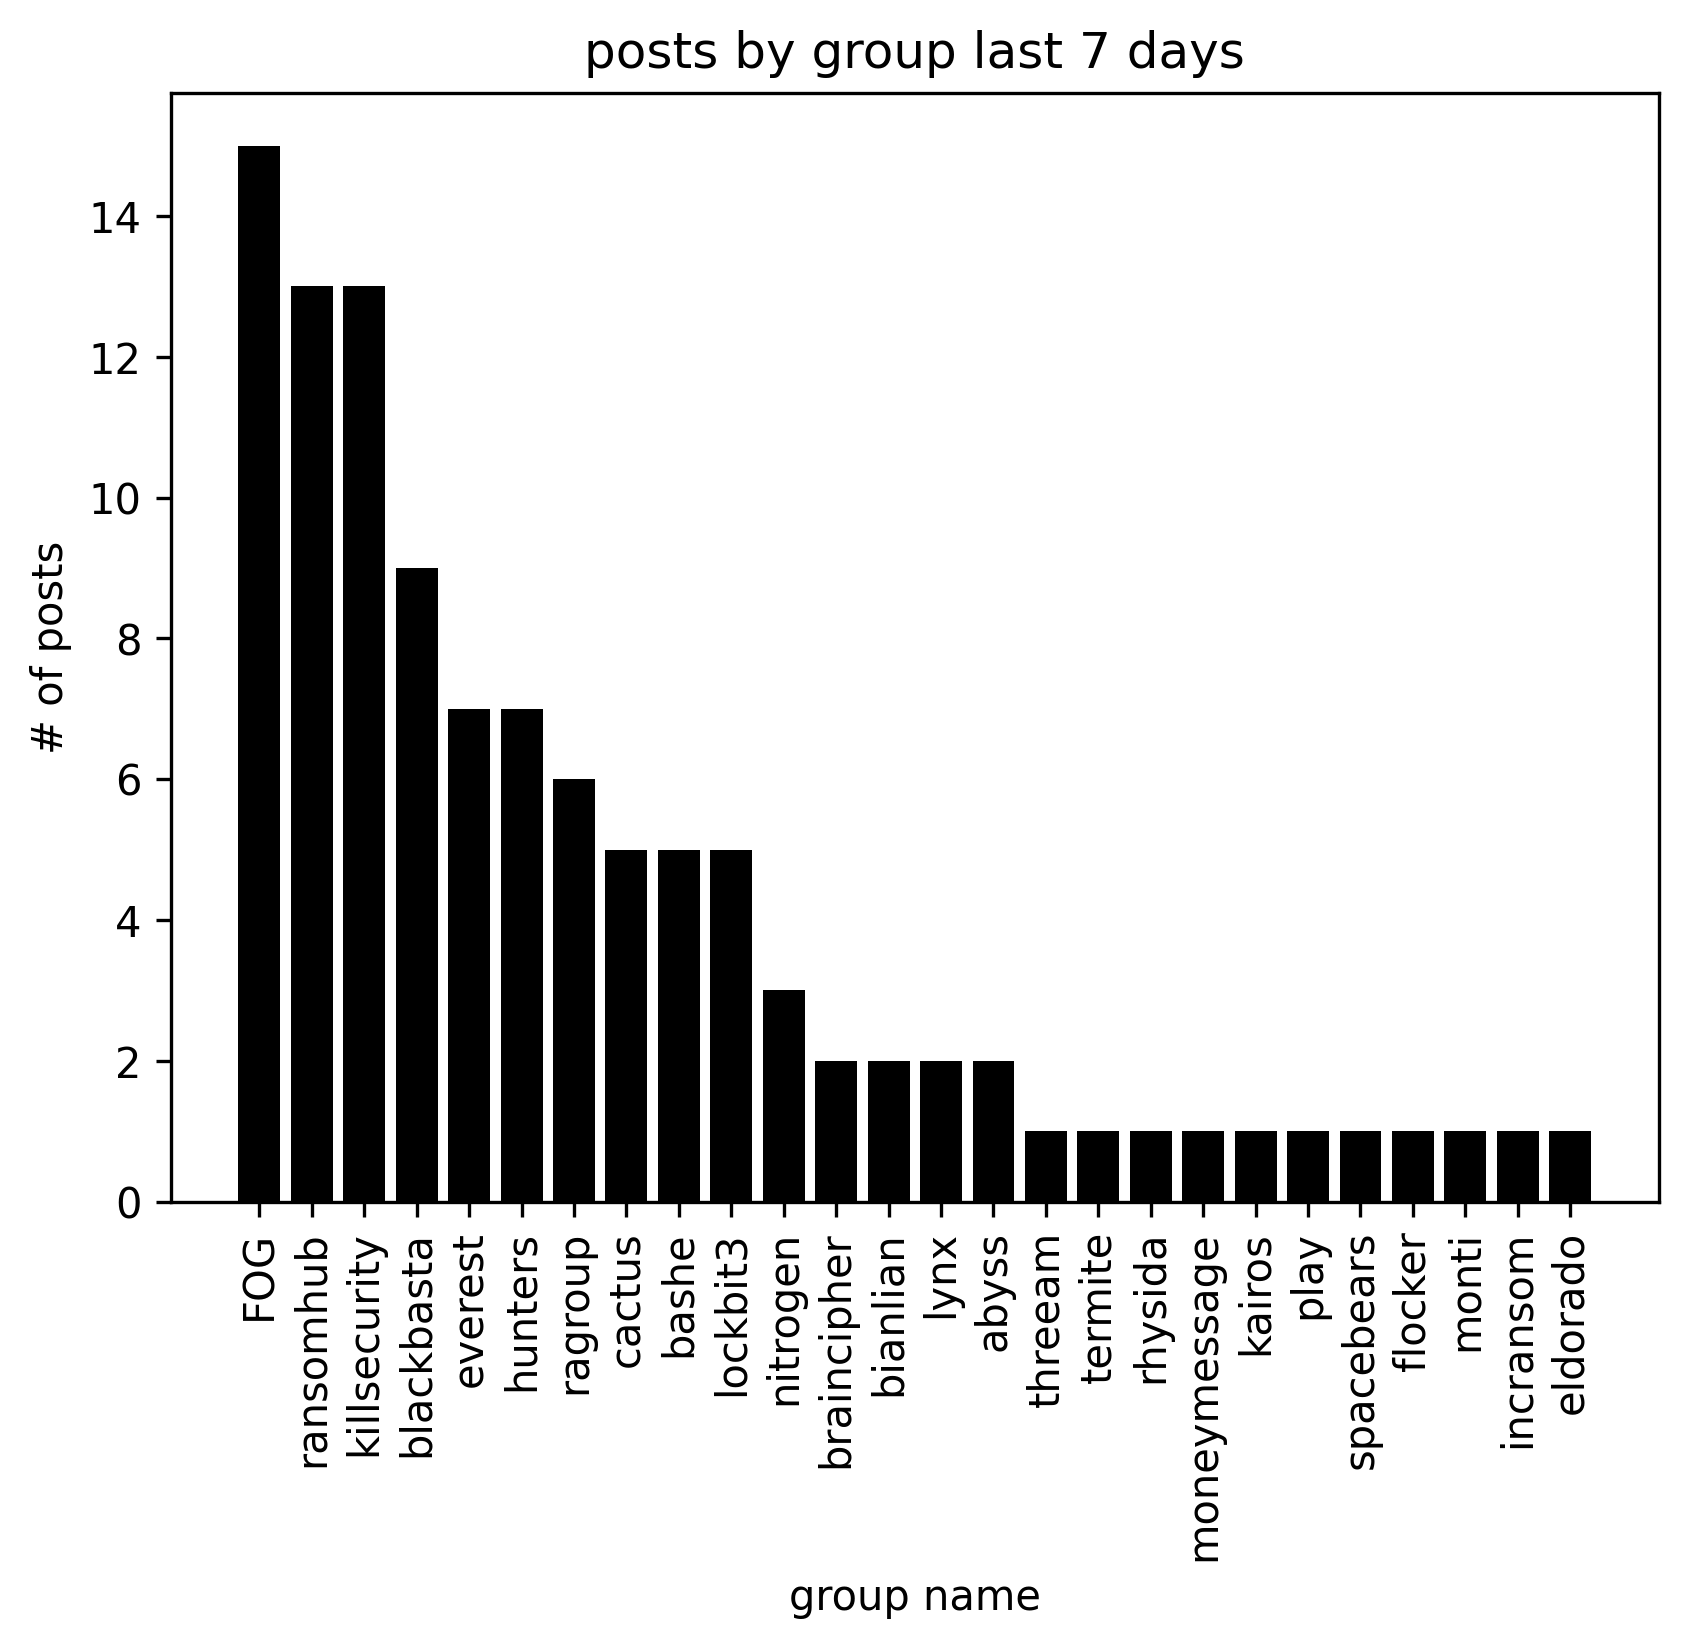 posts by group last 7 days
# of posts
14
12
10
8
6
4
2
0
FOG
ransomhub
killsecurity
blackbasta
everest
hunters
ragroup
cactus
bashe
lockbit3
nitrogen
braincipher
bianlian
lynx
abyss
threeam
termite
rhysida
moneymessage
kairos
play
spacebears
flocker
monti
incransom
eldorado
group name